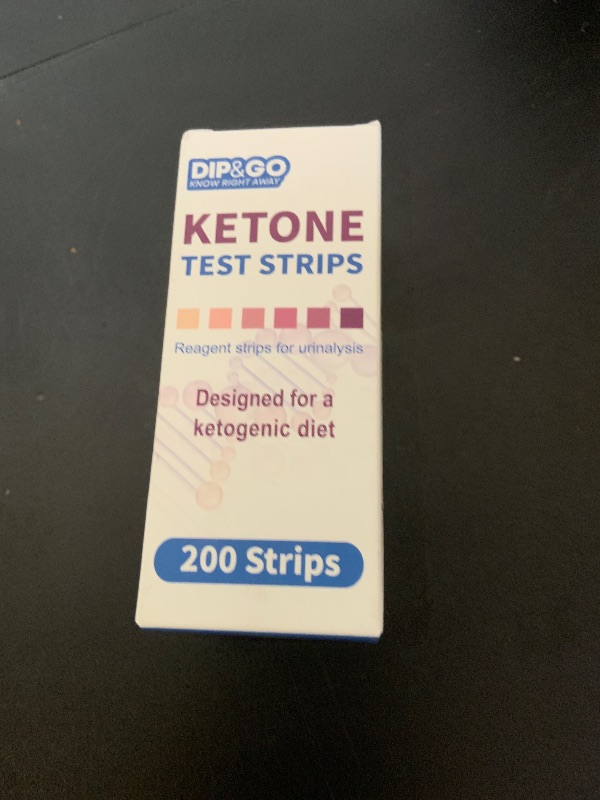 DIP&GO
KNOW RIGHT AWAY
KETONE
TEST STRIPS
Reagent strips for urinalysis
Designed for a
ketogenic diet
200 Strips